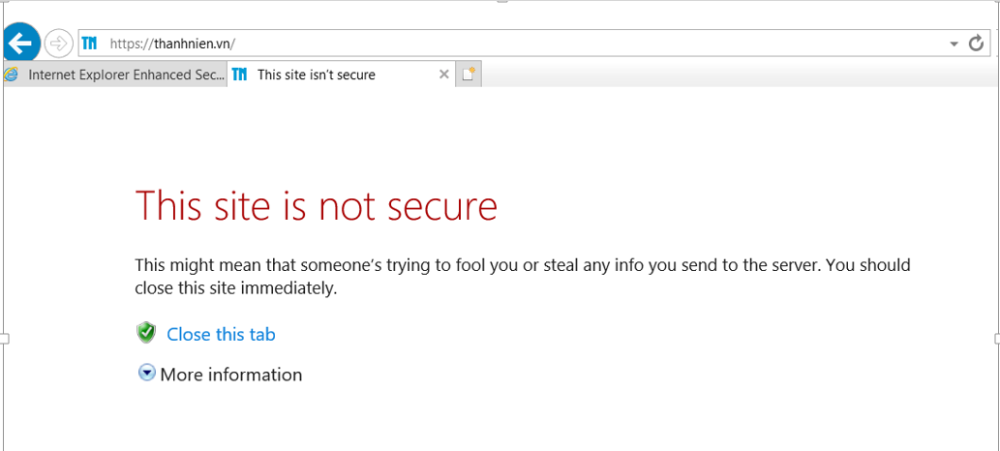 TN https://thanhnien.vn/
Internet Explorer Enhanced Sec... TN This site isn't secure
This site is not secure
This might mean that someone's trying to fool you or steal any info you send to the server. You should
close this site immediately.
Close this tab
More information